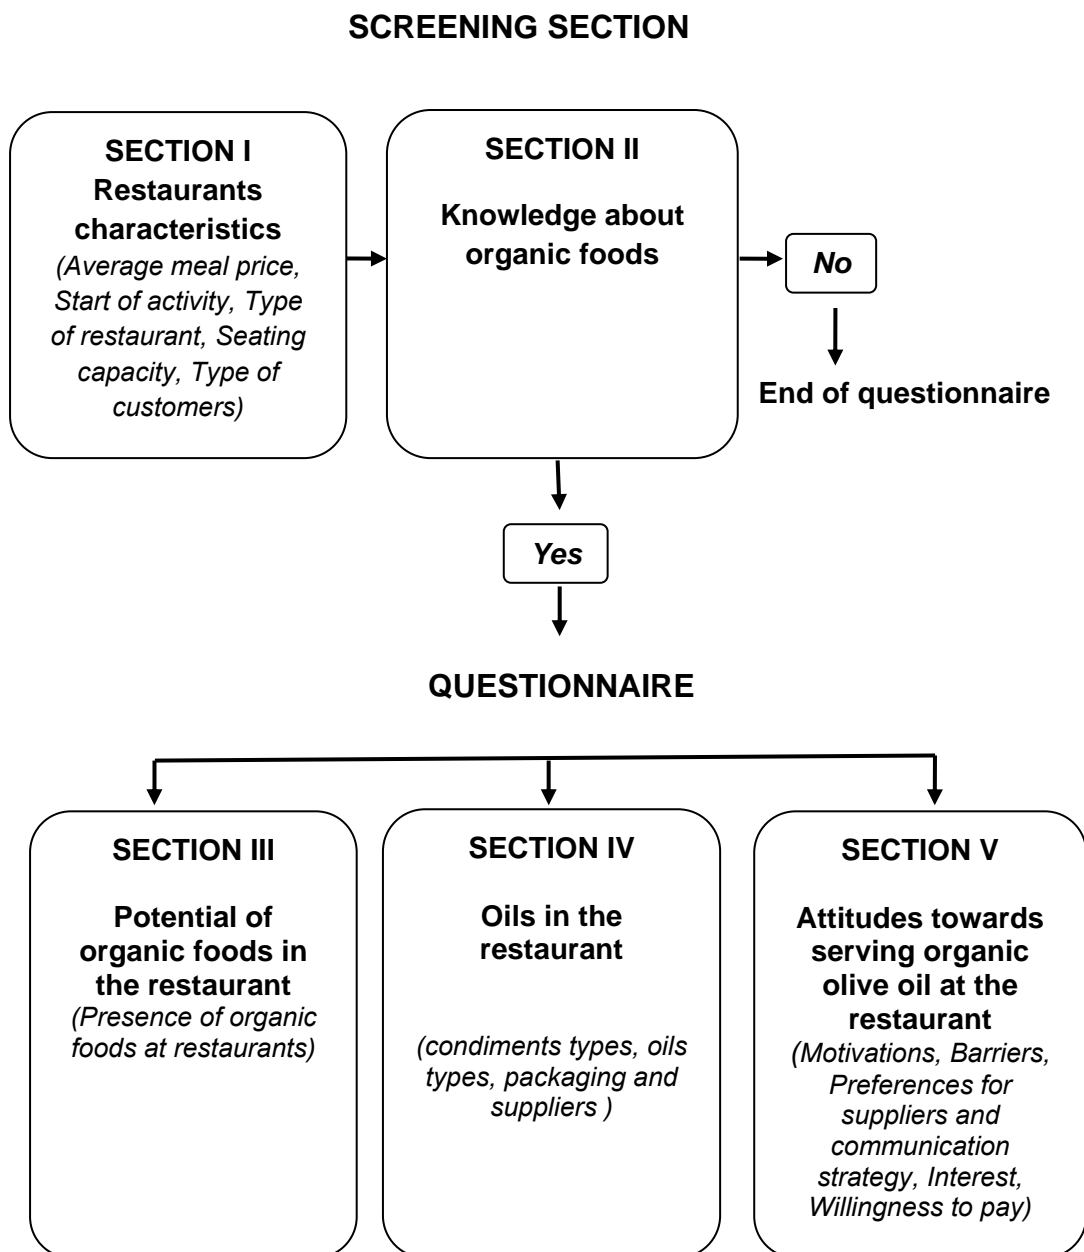 SCREENING SECTION
SECTION I
Restaurants
characteristics
(Average meal price,
Start of activity, Type
of restaurant, Seating
capacity, Type of
customers)
SECTION II
Knowledge about
organic foods
No
End of questionnaire
Yes
QUESTIONNAIRE
SECTION III
Potential of
organic foods in
the restaurant
(Presence of organic
foods at restaurants)
SECTION IV
Oils in the
restaurant
(condiments types, oils
types, packaging and
suppliers )
SECTION V
Attitudes towards
serving organic
olive oil at the
restaurant
(Motivations, Barriers,
Preferences for
suppliers and
communication
strategy, Interest,
Willingness to pay)